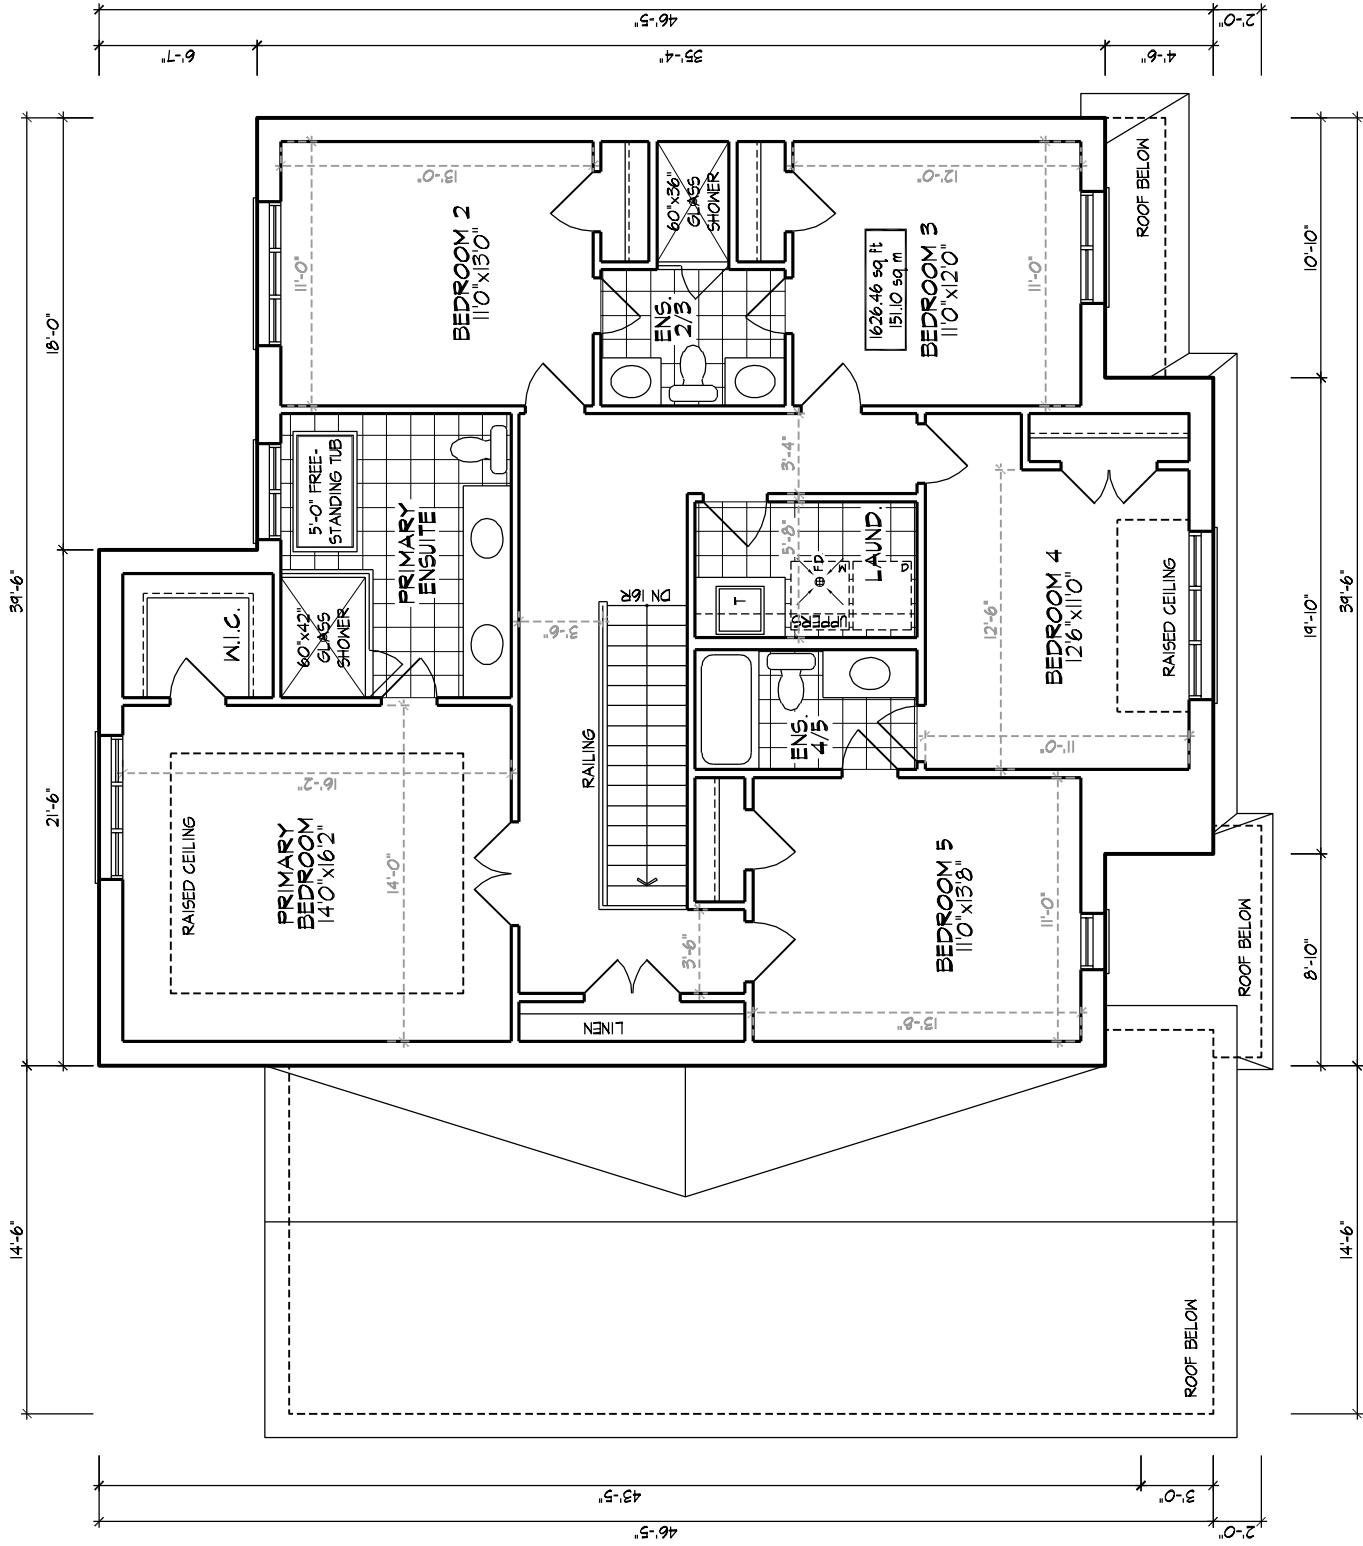 46'-5"
2'-0"
6'-7"
35'-4"
4'-6"
39'-6"
18'-0"
21'-6"
14'-6"
13'-0"
11'-0"
BEDROOM 2
11'0"x13'0"
60"x36"
GLASS
SHOWER
ENS.
2/3
12'-0"
11'-0"
1626.46 sq ft
151.10 sq m
BEDROOM 3
11'0"x12'0"
ROOF BELOW
10'-10"
5'-0" FREE-
STANDING TUB
PRIMARY
ENSUITE
60"x42"
GLASS
SHOWER
W.I.C.
3'-6"
DN 16R
RAILING
3'-4"
5'-8"
LAUND.
F.D.
W
D
T
UPPERS
12'-6"
BEDROOM 4
12'6"x11'0"
RAISED CEILING
11'-0"
19'-10"
39'-6"
ENS.
4/5
16'-2"
RAISED CEILING
PRIMARY
BEDROOM
14'0"x16'2"
14'-0"
3'-6"
LINEN
BEDROOM 5
11'0"x13'8"
11'-0"
13'-8"
ROOF BELOW
8'-10"
ROOF BELOW
14'-6"
43'-5"
3'-0"
46'-5"
2'-0"